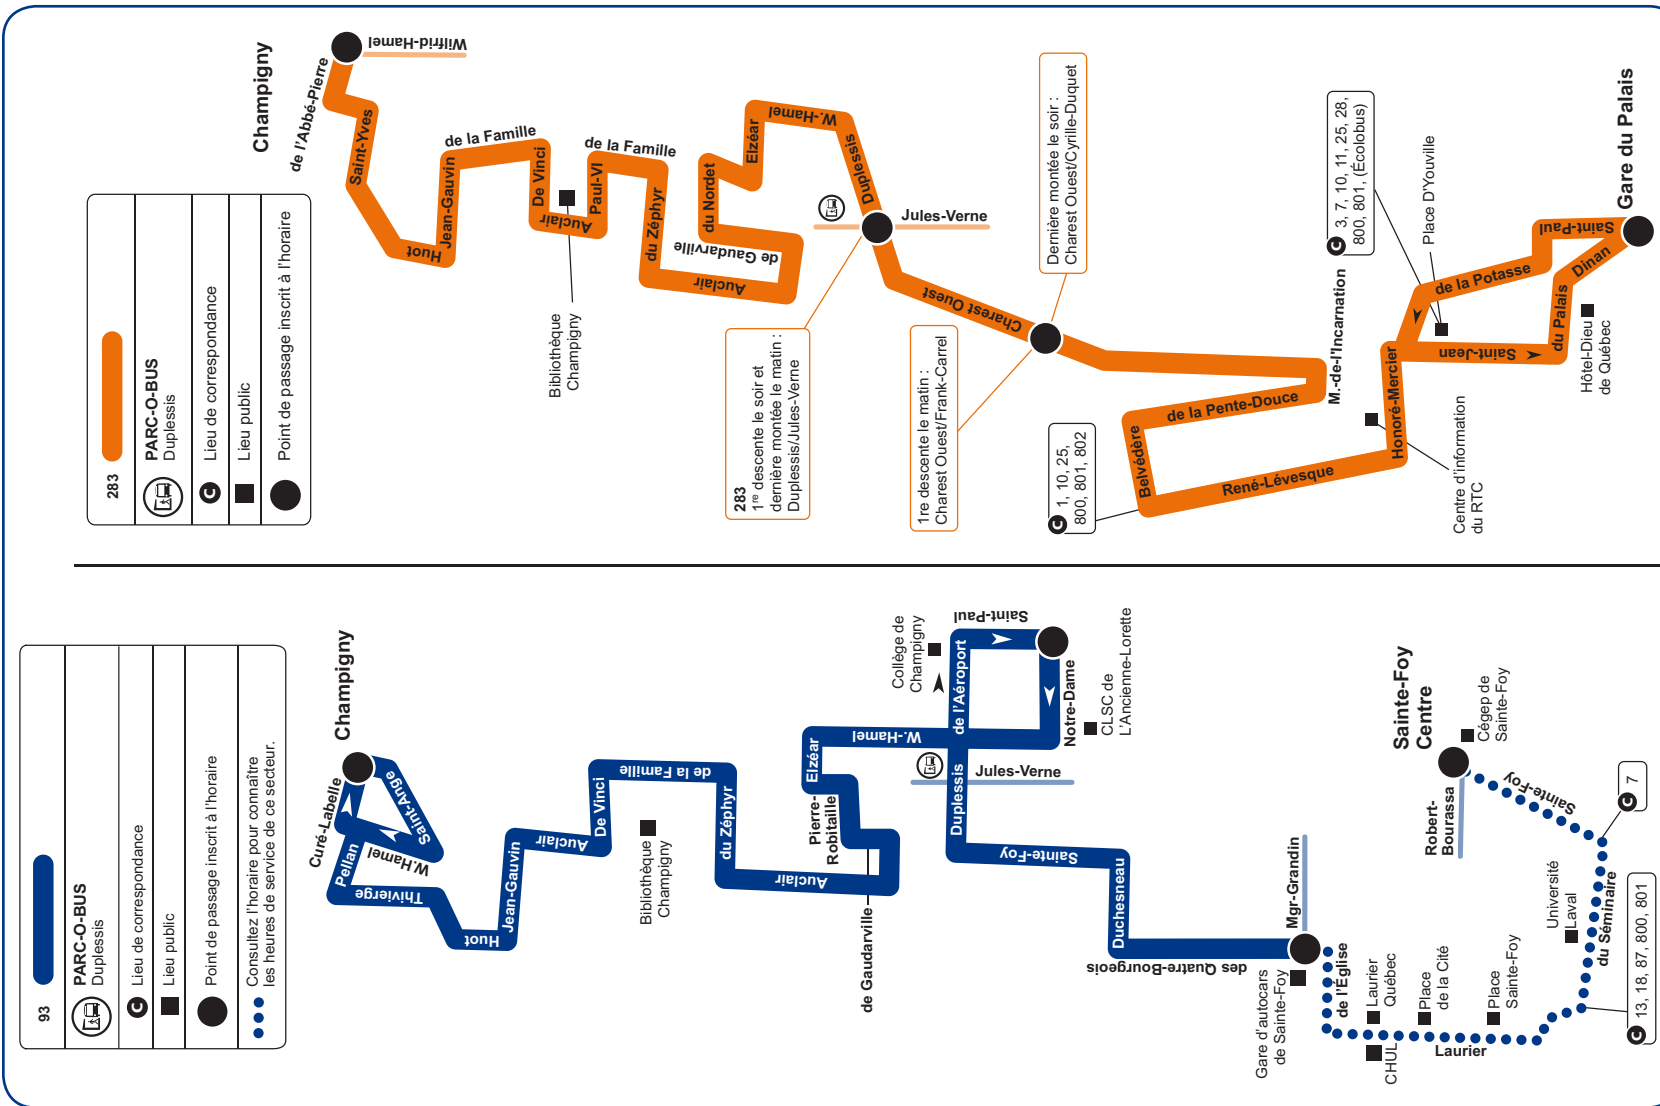 283
PARC-O-BUS
Duplessis
C
Lieu de correspondance
Lieu public
Point de passage inscrit à l'horaire
Champigny
de l'Abbé-Pierre
Wilfrid-Hamel
Saint-Yves
Huot
Jean-Gauvin
de la Famille
De Vinci
Auclair
Paul-VI
de la Famille
du Zéphyr
Auclair
de Gaudarville
du Nordet
Elzéar
W.-Hamel
Duplessis
Jules-Verne
Bibliothèque
Champigny
283
1re descente le soir et
dernière montée le matin :
Duplessis/Jules-Verne
Charest Ouest
Dernière montée le soir :
Charest Ouest/Cyrille-Duquet
1re descente le matin :
Charest Ouest/Frank-Carrel
M.-de-l'Incarnation
de la Pente-Douce
Belvédère
C 1, 10, 25,
800, 801, 802
René-Lévesque
Honoré-Mercier
Centre d'information
du RTC
C 3, 7, 10, 11, 25, 28,
800, 801, (Écolobus)
Place D'Youville
Saint-Jean
de la Potasse
du Palais
Dinan
Saint-Paul
Hôtel-Dieu
de Québec
Gare du Palais
93
PARC-O-BUS
Duplessis
C
Lieu de correspondance
Lieu public
Point de passage inscrit à l'horaire
Consultez l'horaire pour connaître
les heures de service de ce secteur.
Champigny
Curé-Labelle
Saint-Ange
W.Hamel
Pellan
Thivierge
Huot
Jean-Gauvin
Auclair
De Vinci
de la Famille
Bibliothèque
Champigny
du Zéphyr
Auclair
de Gaudarville
Pierre-
Robitaille
Elzéar
W.-Hamel
Collège de
Champigny
de l'Aéroport
Saint-Paul
Notre-Dame
CLSC de
L'Ancienne-Lorette
Jules-Verne
Duplessis
Sainte-Foy
Duchesneau
des Quatre-Bourgeois
Mgr-Grandin
Gare d'autocars
de Sainte-Foy
de l'Église
Laurier
Québec
CHUL
Place
de la Cité
Laurier
Place
Sainte-Foy
Université
Laval
du Séminaire
C 13, 18, 87, 800, 801
C 7
Sainte-Foy
Robert-
Bourassa
Sainte-Foy
Centre
Cégep de
Sainte-Foy